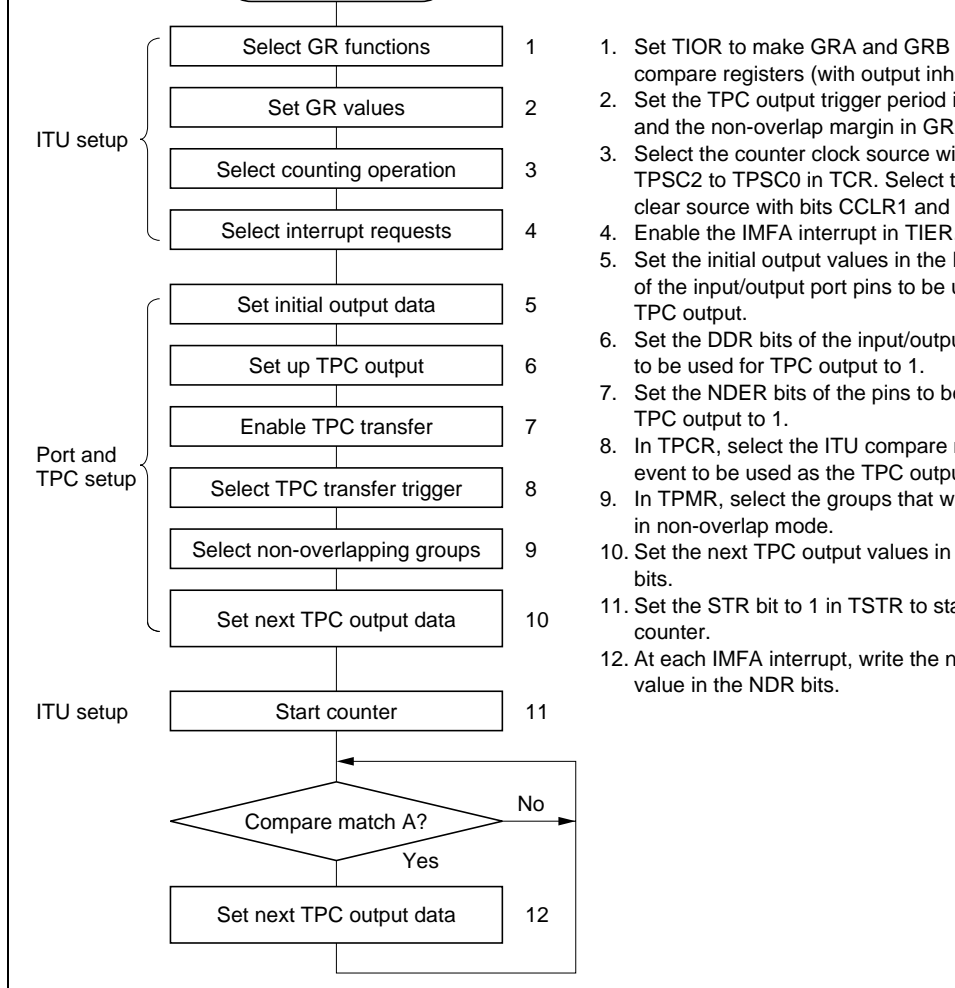 Select GR functions 1
Set GR values 2
ITU setup
Select counting operation 3
Select interrupt requests 4
Set initial output data 5
Set up TPC output 6
Enable TPC transfer 7
Port and
TPC setup
Select TPC transfer trigger 8
Select non-overlapping groups 9
Set next TPC output data 10
ITU setup
Start counter 11
Compare match A?
No
Yes
Set next TPC output data 12
1. Set TIOR to make GRA and GRB
compare registers (with output
2. Set the TPC output trigger period
and the non-overlap margin in
3. Select the counter clock source
TPSC2 to TPSC0 in TCR. Select
clear source with bits CCLR1 and
4. Enable the IMFA interrupt in TIER
5. Set the initial output values in the
of the input/output port pins to be
TPC output.
6. Set the DDR bits of the
to be used for TPC output to 1.
7. Set the NDER bits of the pins to
TPC output to 1.
8. In TPCR, select the ITU compare
event to be used as the TPC
9. In TPMR, select the groups that
in non-overlap mode.
10. Set the next TPC output values in
bits.
11. Set the STR bit to 1 in TSTR to
counter.
12. At each IMFA interrupt, write the
value in the NDR bits.